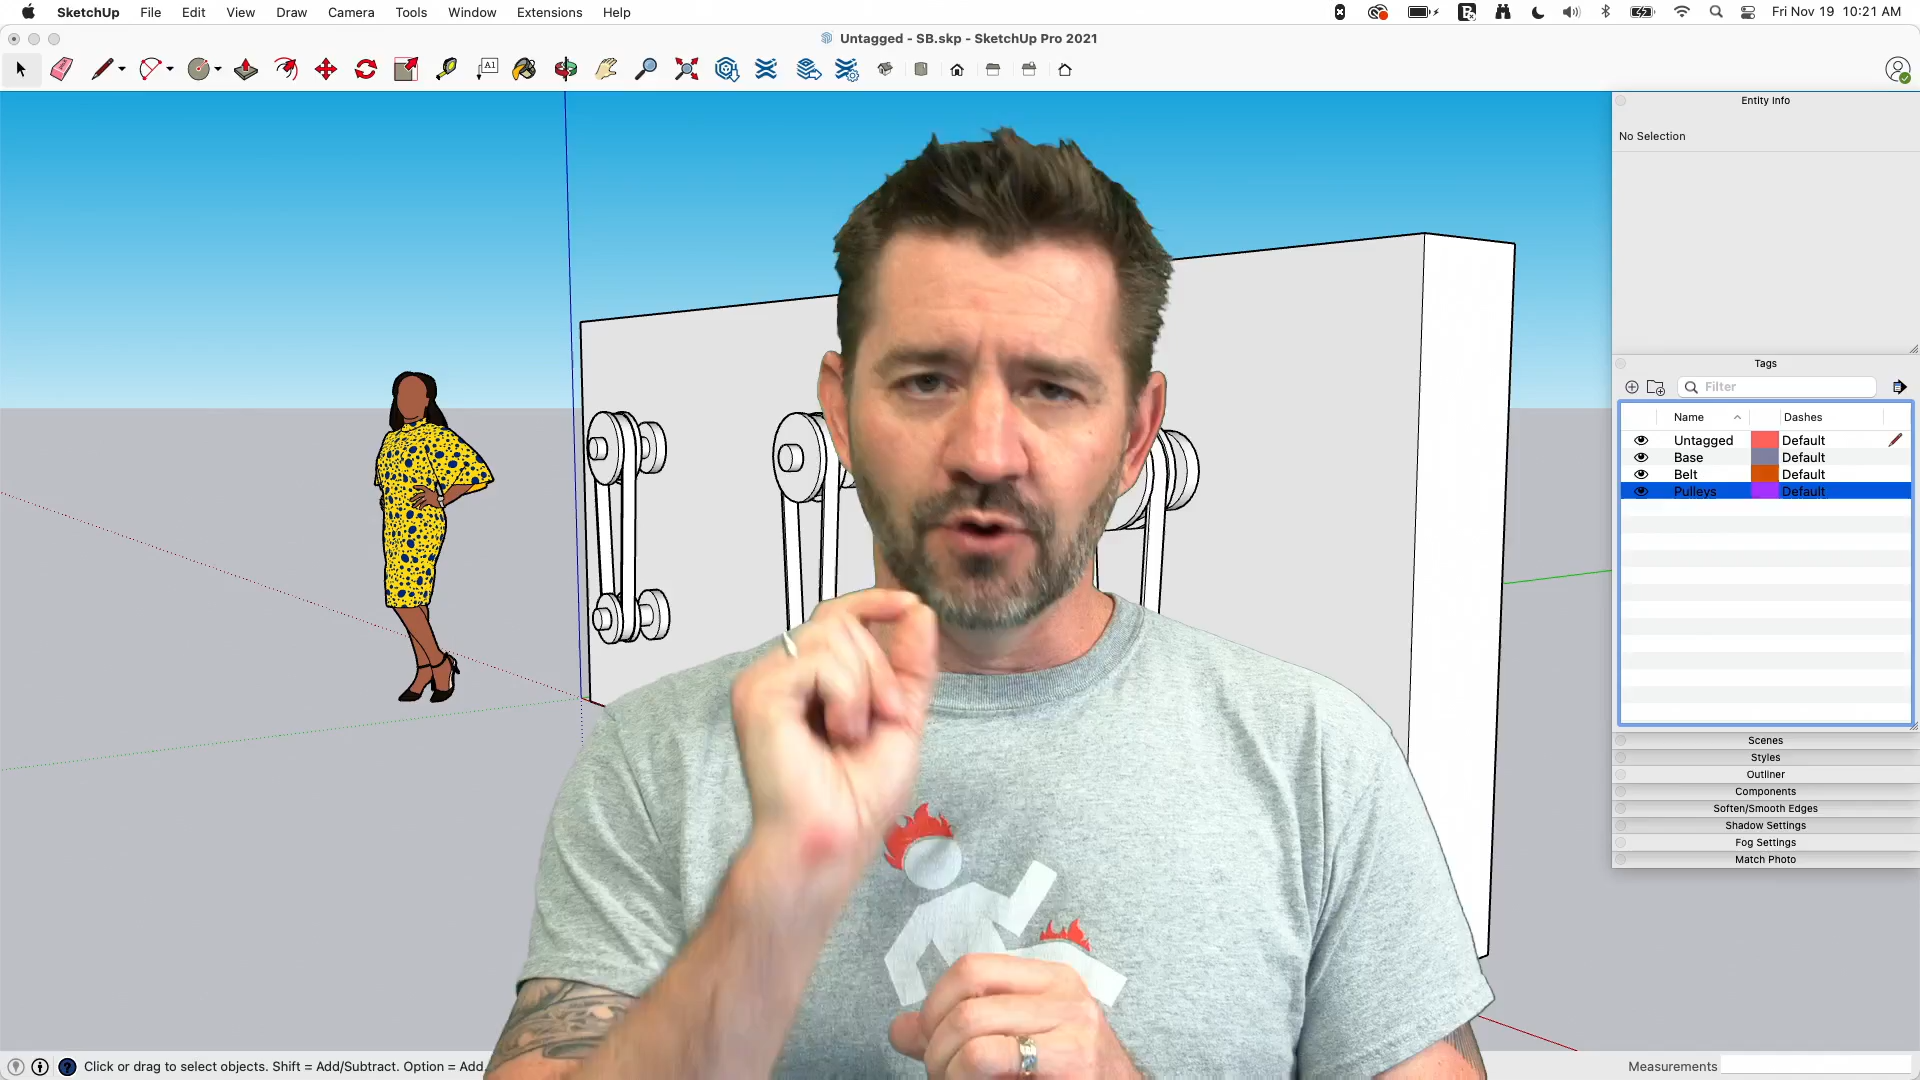 SketchUp File Edit View Draw Camera Tools Window Extensions Help Fri Nov 19 10:21 AM
Untagged - SB.skp - SketchUp Pro 2021
A1
Entity Info
No Selection
Tags
Filter
Name Dashes
Untagged Default
Base Default
Belt Default
Pulleys Default
Scenes
Styles
Outliner
Components
Soften/Smooth Edges
Shadow Settings
Fog Settings
Match Photo
Click or drag to select objects. Shift = Add/Subtract. Option = Add.
Measurements